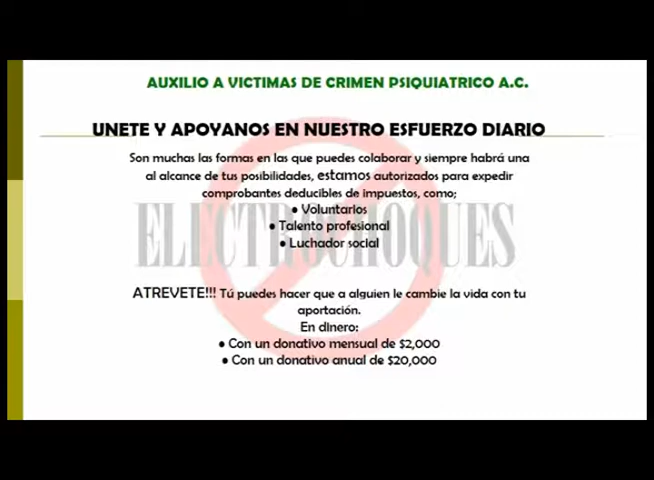 AUXILIO A VICTIMAS DE CRIMEN PSIQUIATRICO A.C.
UNETE Y APOYANOS EN NUESTRO ESFUERZO DIARIO
Son muchas las formas en las que puedes colaborar y siempre habrá una
al alcance de tus posibilidades, estamos autorizados para expedir
comprobantes deducibles de impuestos, como;
● Voluntarios
● Talento profesional
● Luchador social
ELECTROCHOQUES
ATREVETE!!! Tú puedes hacer que a alguien le cambie la vida con tu
aportación.
En dinero:
● Con un donativo mensual de $2,000
● Con un donativo anual de $20,000